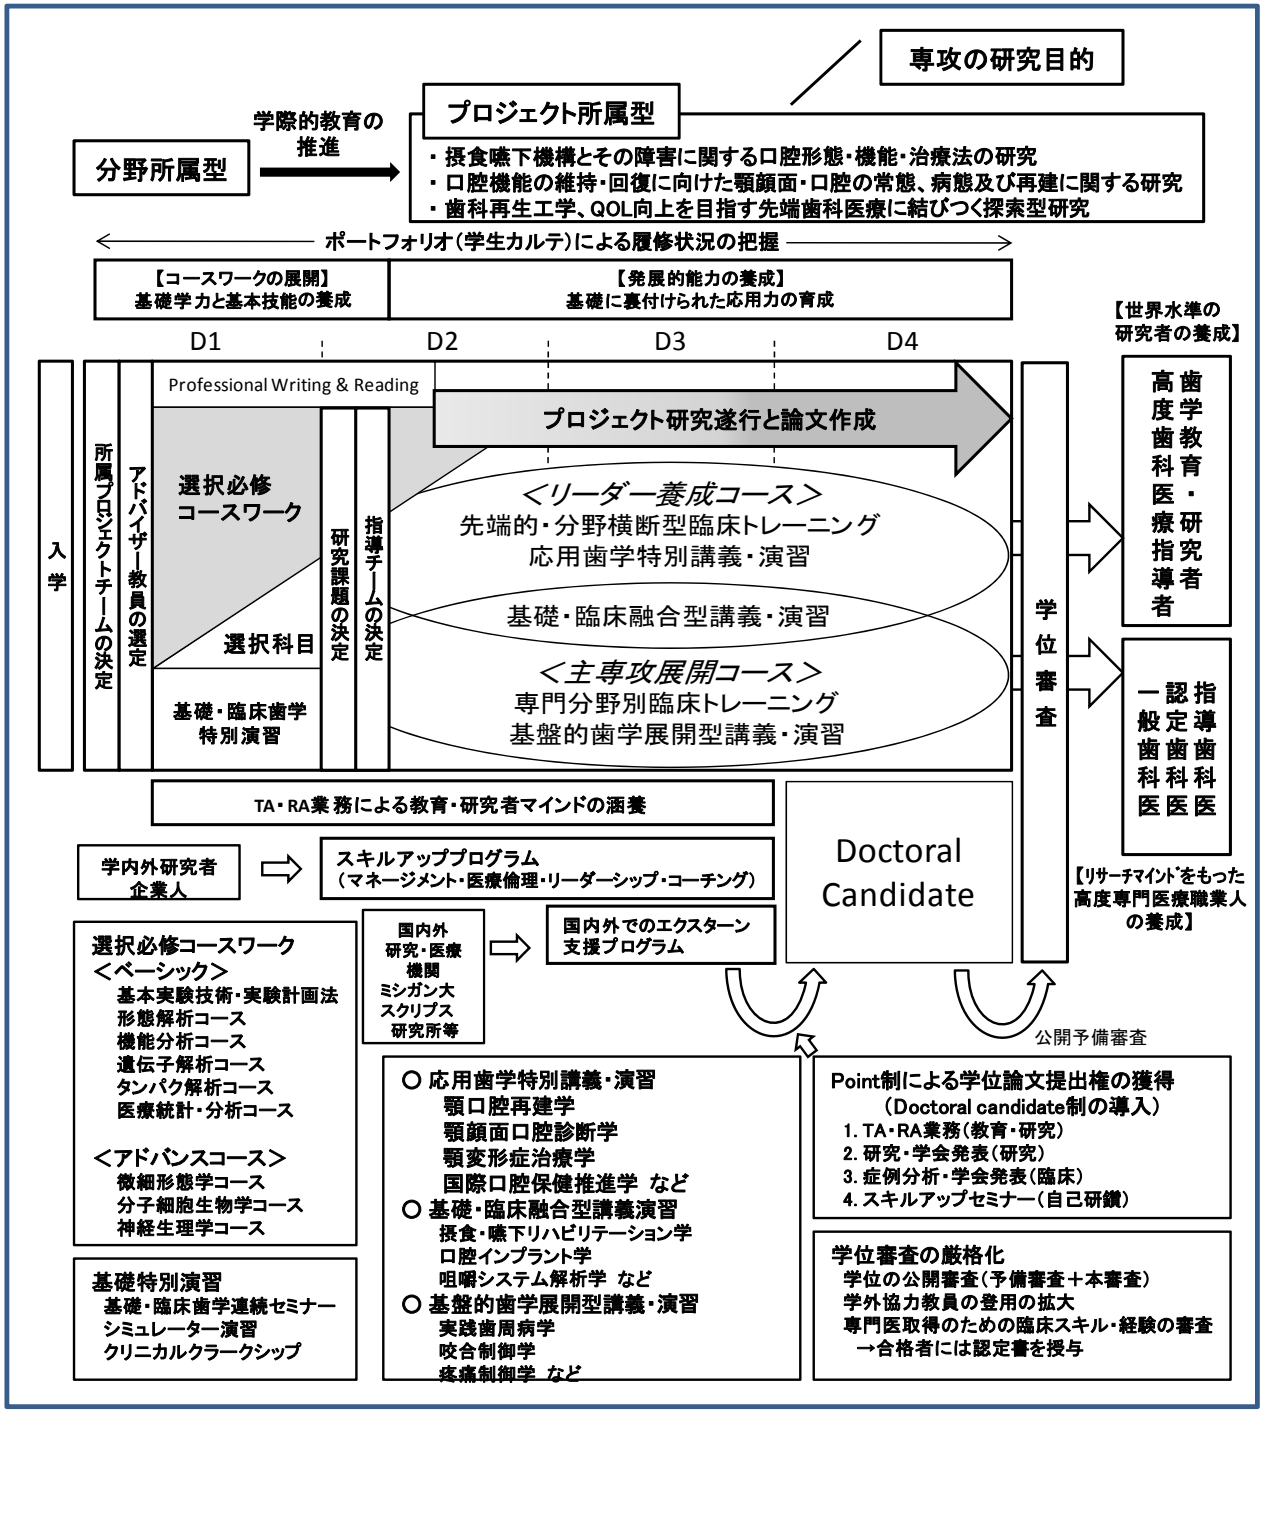 専攻の研究目的
プロジェクト所属型
学際的教育の
推進
分野所属型
・摂食嚥下機構とその障害に関する口腔形態・機能・治療法の研究
・口腔機能の維持・回復に向けた顎顔面・口腔の常態、病態及び再建に関する研究
・歯科再生工学、QOL向上を目指す先端歯科医療に結びつく探索型研究
ポートフォリオ(学生カルテ)による履修状況の把握
【コースワークの展開】
基礎学力と基本技能の養成
【発展的能力の養成】
基礎に裏付けられた応用力の育成
D1
D2
D3
D4
入学
所属プロジェクトチームの決定
アドバイザー教員の選定
Professional Writing & Reading
選択必修
コースワーク
選択科目
基礎・臨床歯学
特別演習
研究課題の決定
指導チームの決定
プロジェクト研究遂行と論文作成
<リーダー養成コース>
先端的・分野横断型臨床トレーニング
応用歯学特別講義・演習
基礎・臨床融合型講義・演習
<主専攻展開コース>
専門分野別臨床トレーニング
基盤的歯学展開型講義・演習
学位審査
【世界水準の
研究者の養成】
歯学教育・研究者
高度歯科医療指導者
指導歯科医
認定歯科医
一般歯科医
【リサーチマインドをもった
高度専門医療職業人
の養成】
TA・RA業務による教育・研究者マインドの涵養
学内外研究者
企業人
スキルアッププログラム
(マネージメント・医療倫理・リーダーシップ・コーチング)
Doctoral
Candidate
国内外
研究・医療
機関
ミシガン大
スクリプス
研究所等
国内外でのエクスターン
支援プログラム
公開予備審査
選択必修コースワーク
<ベーシック>
基本実験技術・実験計画法
形態解析コース
機能分析コース
遺伝子解析コース
タンパク解析コース
医療統計・分析コース
<アドバンスコース>
微細形態学コース
分子細胞生物学コース
神経生理学コース
基礎特別演習
基礎・臨床歯学連続セミナー
シミュレーター演習
クリニカルクラークシップ
○ 応用歯学特別講義・演習
顎口腔再建学
顎顔面口腔診断学
顎変形症治療学
国際口腔保健推進学 など
○ 基礎・臨床融合型講義演習
摂食・嚥下リハビリテーション学
口腔インプラント学
咀嚼システム解析学 など
○ 基盤的歯学展開型講義・演習
実践歯周病学
咬合制御学
疼痛制御学 など
Point制による学位論文提出権の獲得
(Doctoral candidate制の導入)
1. TA・RA業務(教育・研究)
2. 研究・学会発表(研究)
3. 症例分析・学会発表(臨床)
4. スキルアップセミナー(自己研鑽)
学位審査の厳格化
学位の公開審査(予備審査+本審査)
学外協力教員の登用の拡大
専門医取得のための臨床スキル・経験の審査
→合格者には認定書を授与